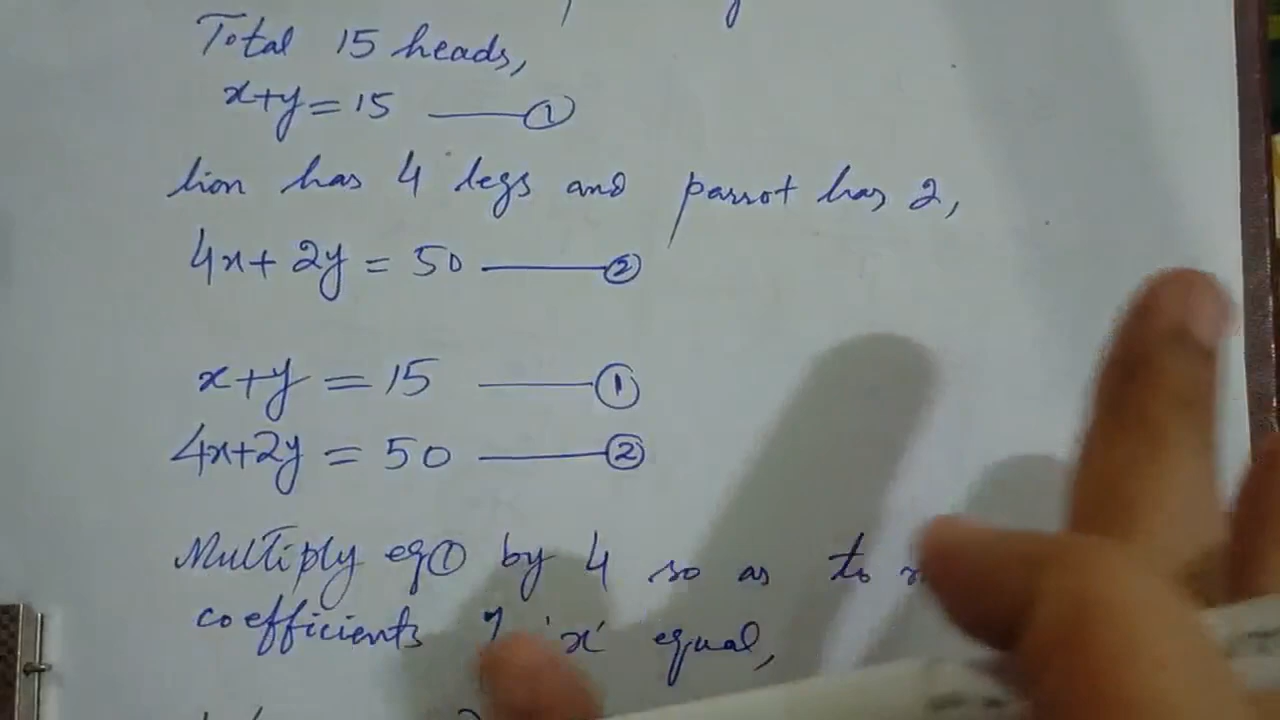 Total 15 heads,
x+y=15 ——①
lion has 4 legs and parrot has 2,
4x+2y = 50 ——②
x+y = 15 ——①
4x+2y = 50 ——②
Multiply eq① by 4 so as to
coefficients 'x' equal,